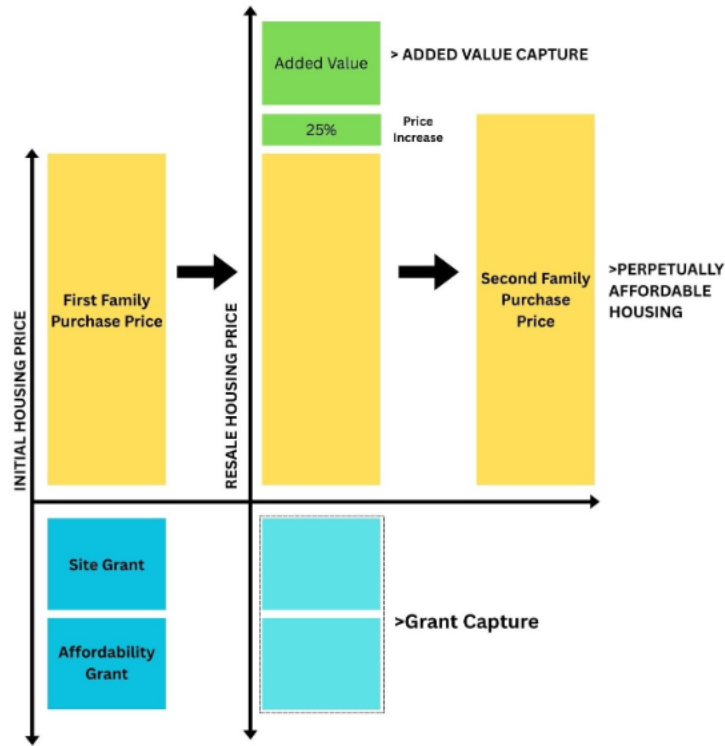 Added Value
> ADDED VALUE CAPTURE
25%
Price
Increase
INITIAL HOUSING PRICE
First Family
Purchase Price
RESALE HOUSING PRICE
Second Family
Purchase
Price
>PERPETUALLY
AFFORDABLE
HOUSING
Site Grant
Affordability
Grant
>Grant Capture